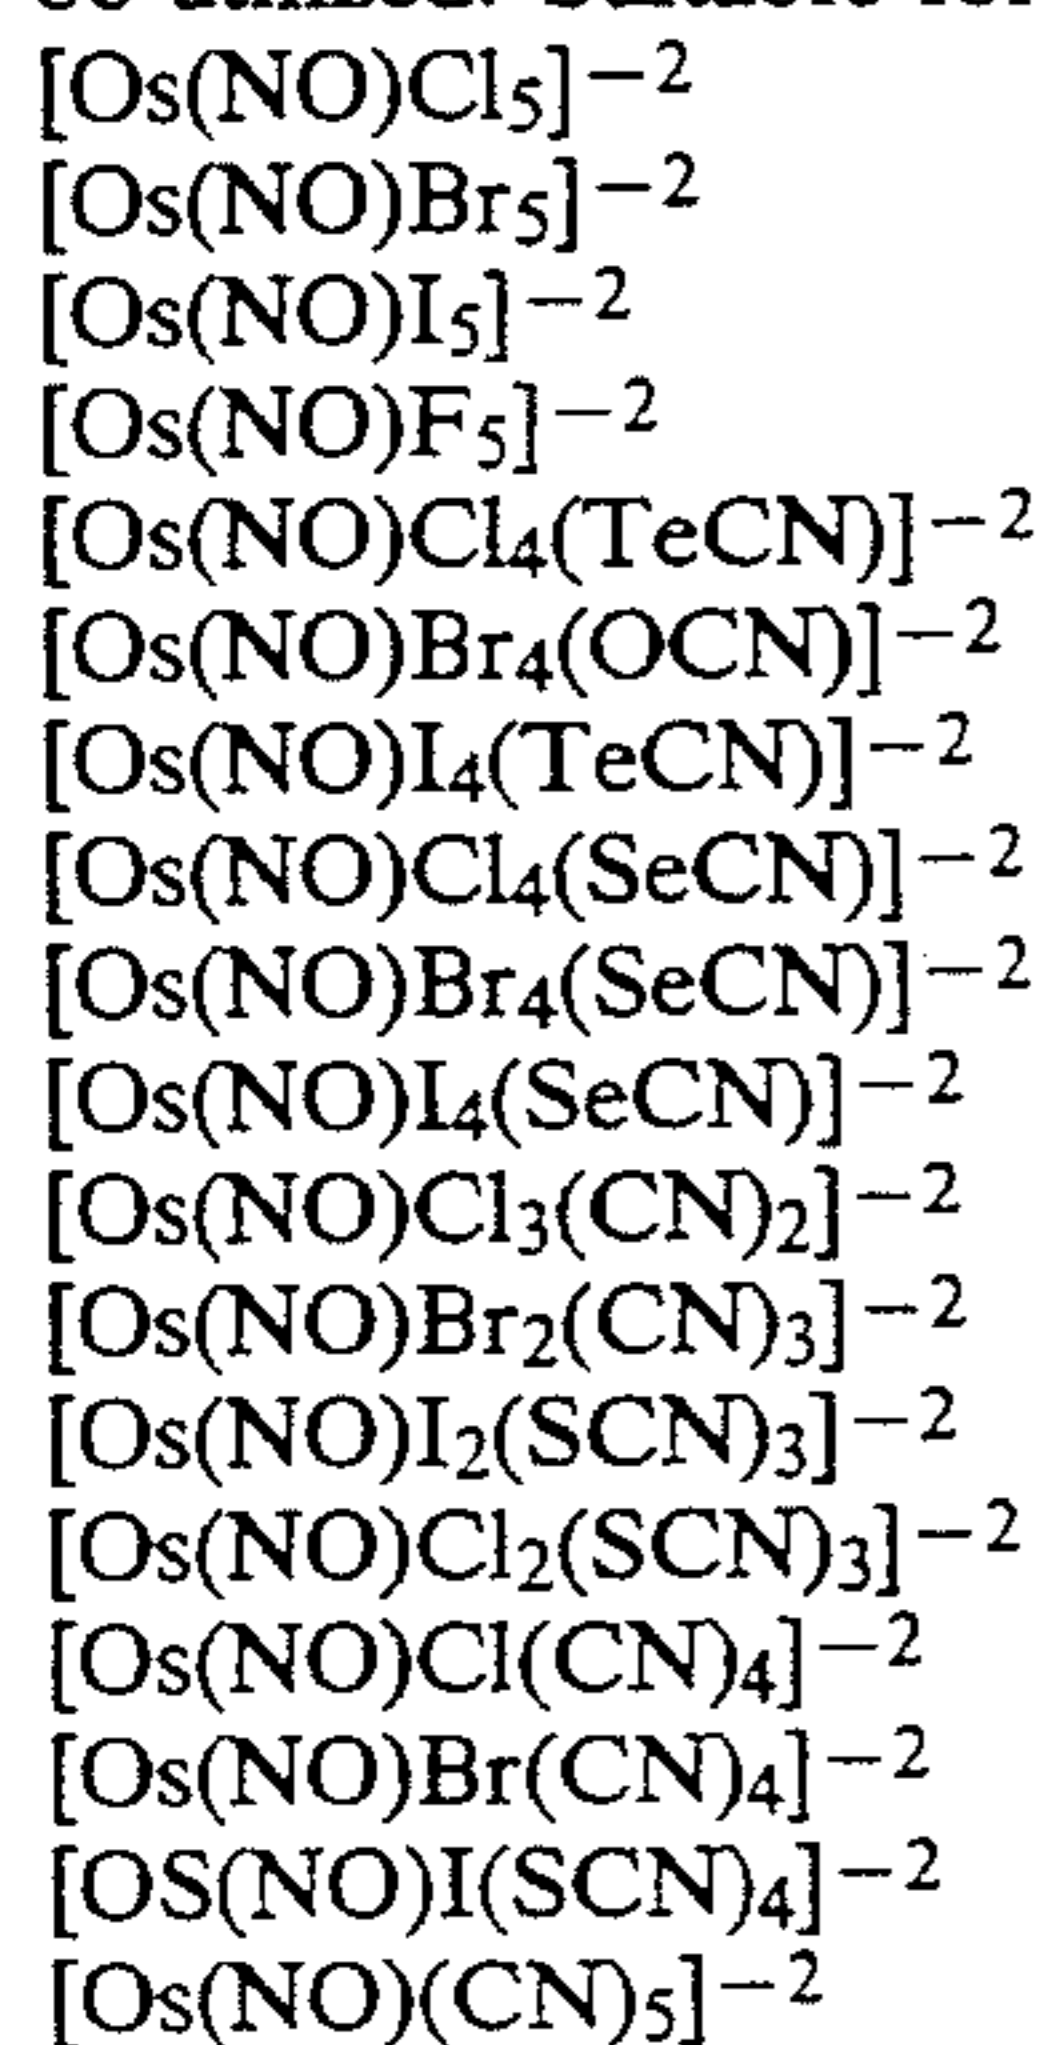 [Os(NO)Cl5]−2
[Os(NO)Br5]−2
[Os(NO)I5]−2
[Os(NO)F5]−2
[Os(NO)Cl4(TeCN)]−2
[Os(NO)Br4(OCN)]−2
[Os(NO)I4(TeCN)]−2
[Os(NO)Cl4(SeCN)]−2
[Os(NO)Br4(SeCN)]−2
[Os(NO)I4(SeCN)]−2
[Os(NO)Cl3(CN)2]−2
[Os(NO)Br2(CN)3]−2
[Os(NO)I2(SCN)3]−2
[Os(NO)Cl2(SCN)3]−2
[Os(NO)Cl(CN)4]−2
[Os(NO)Br(CN)4]−2
[OS(NO)I(SCN)4]−2
[Os(NO)(CN)5]−2